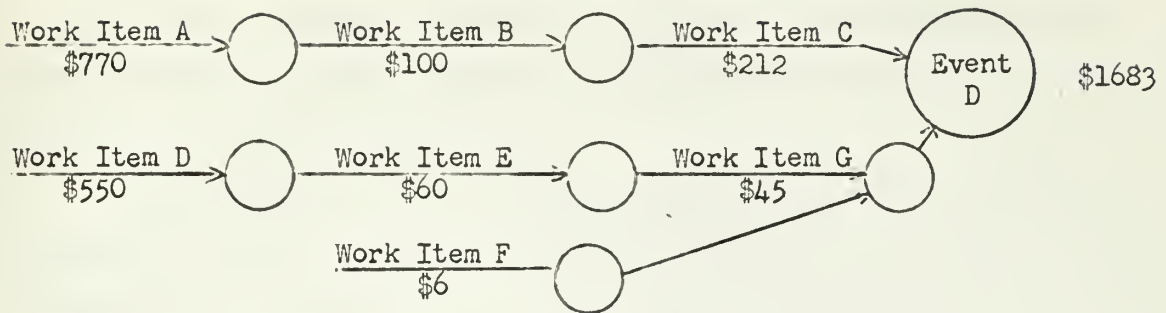 Work Item A
$770
Work Item B
$100
Work Item C
$212
Event
D
$1683
Work Item D
$550
Work Item E
$60
Work Item G
$45
Work Item F
$6